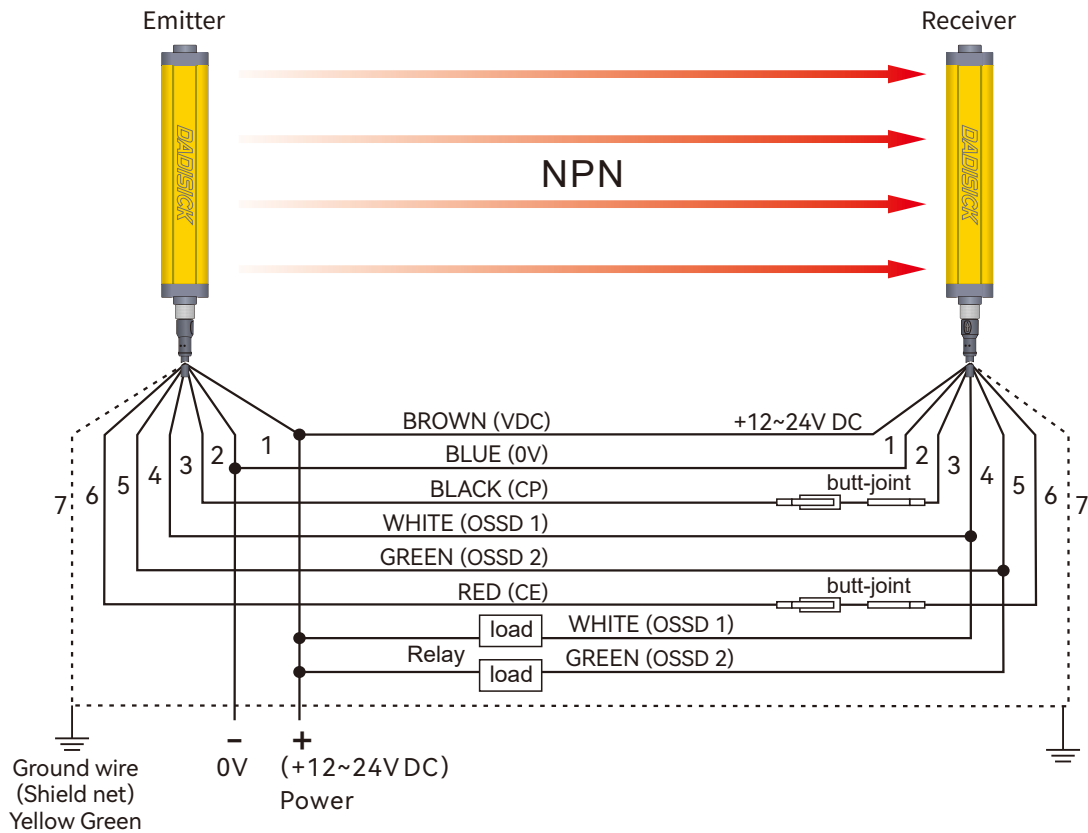 Emitter
Receiver
DADISICK
DADISICK
NPN
BROWN (VDC)
+12~24V DC
BLUE (0V)
BLACK (CP)
butt-joint
WHITE (OSSD 1)
GREEN (OSSD 2)
RED (CE)
butt-joint
7 6 5 4 3 2 1
1 2 3 4 5 6 7
load
WHITE (OSSD 1)
Relay
load
GREEN (OSSD 2)
- +
0V
(+12~24V DC)
Power
Ground wire
(Shield net)
Yellow Green